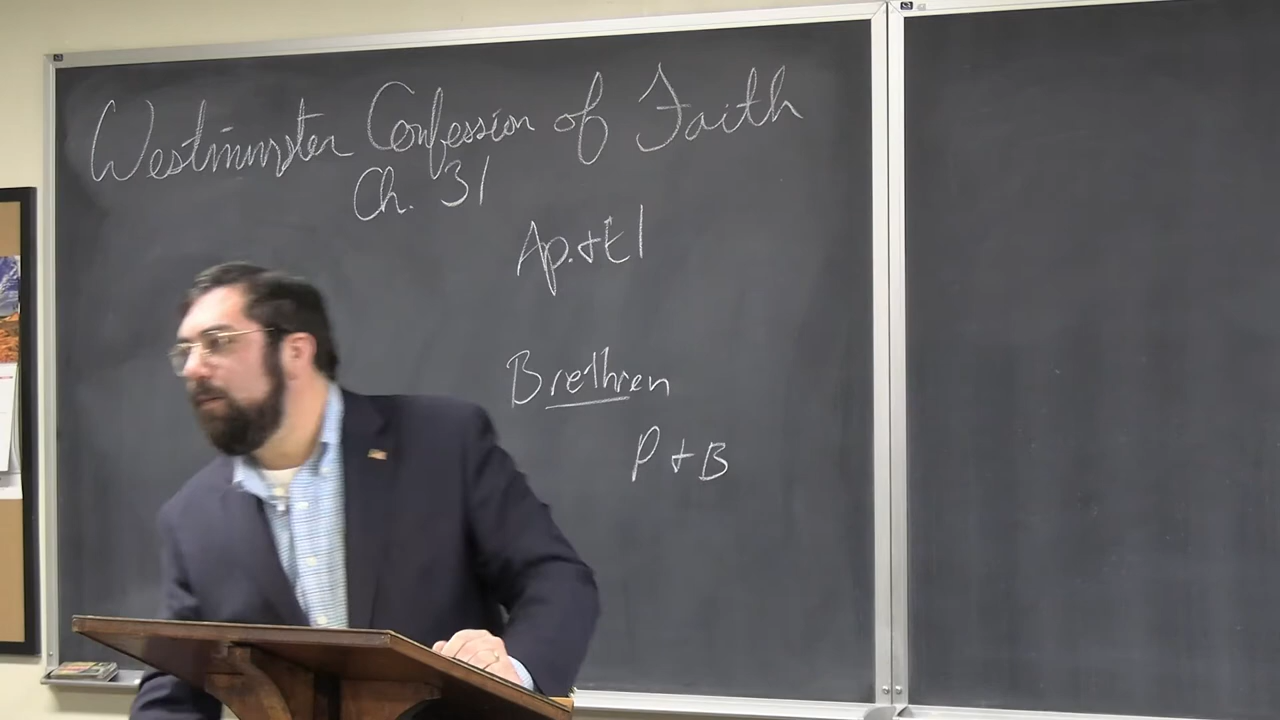 Westminster Confession of Faith
Ch. 31
Ap. & El
Brethren
P + B